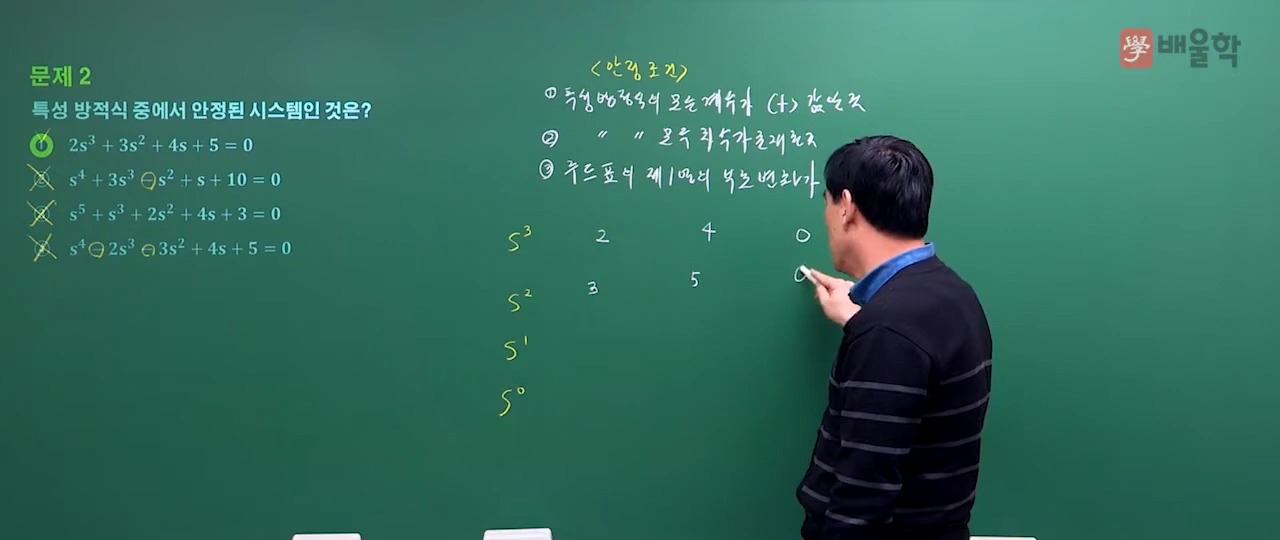 學 배울학
문제 2
특성 방적식 중에서 안정된 시스템인 것은?
① 2s³ + 3s² + 4s + 5 = 0
② s⁴ + 3s³ − s² + s + 10 = 0
③ s⁵ + s³ + 2s² + 4s + 3 = 0
④ s⁴ − 2s³ − 3s² + 4s + 5 = 0
<안정조건>
① 특성방정식의 모든 계수가 (+) 값일것
② " " 모든 차수가 존재할것
③ 루드표의 제1열의 부호변화가
S³ 2 4 0
S² 3 5 0
S¹
S⁰